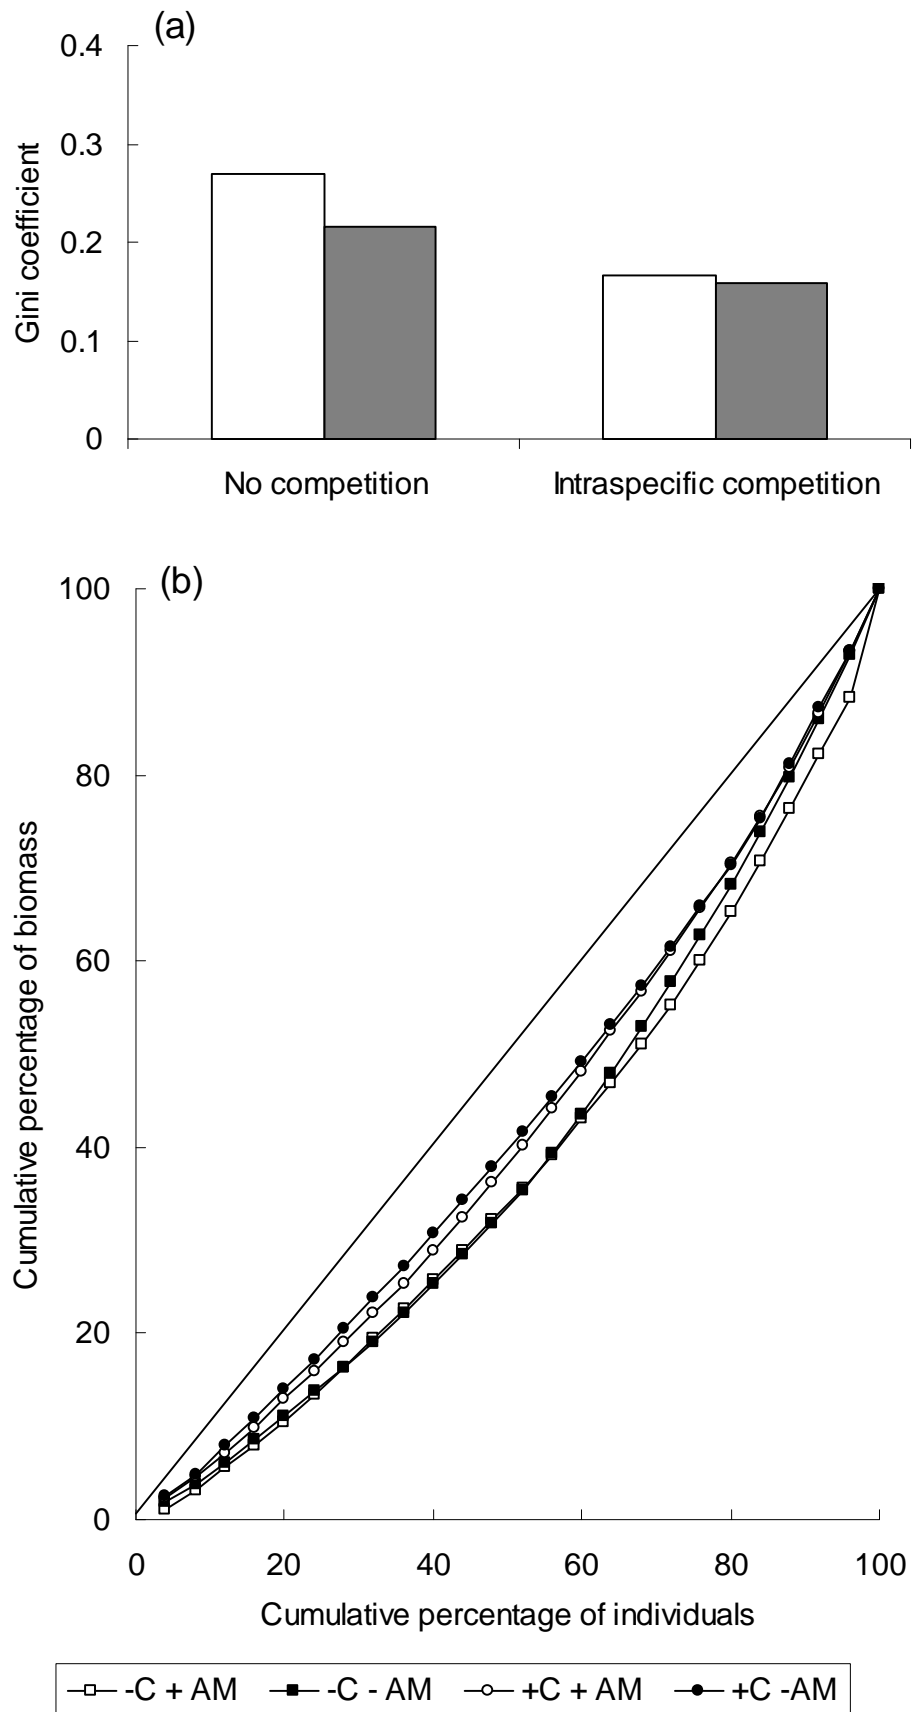 (a)
0.4
0.3
0.2
0.1
0
Gini coefficient
No competition
Intraspecific competition
(b)
100
80
60
40
20
0
Cumulative percentage of biomass
0 20 40 60 80 100
Cumulative percentage of individuals
-C + AM -C - AM +C + AM +C -AM